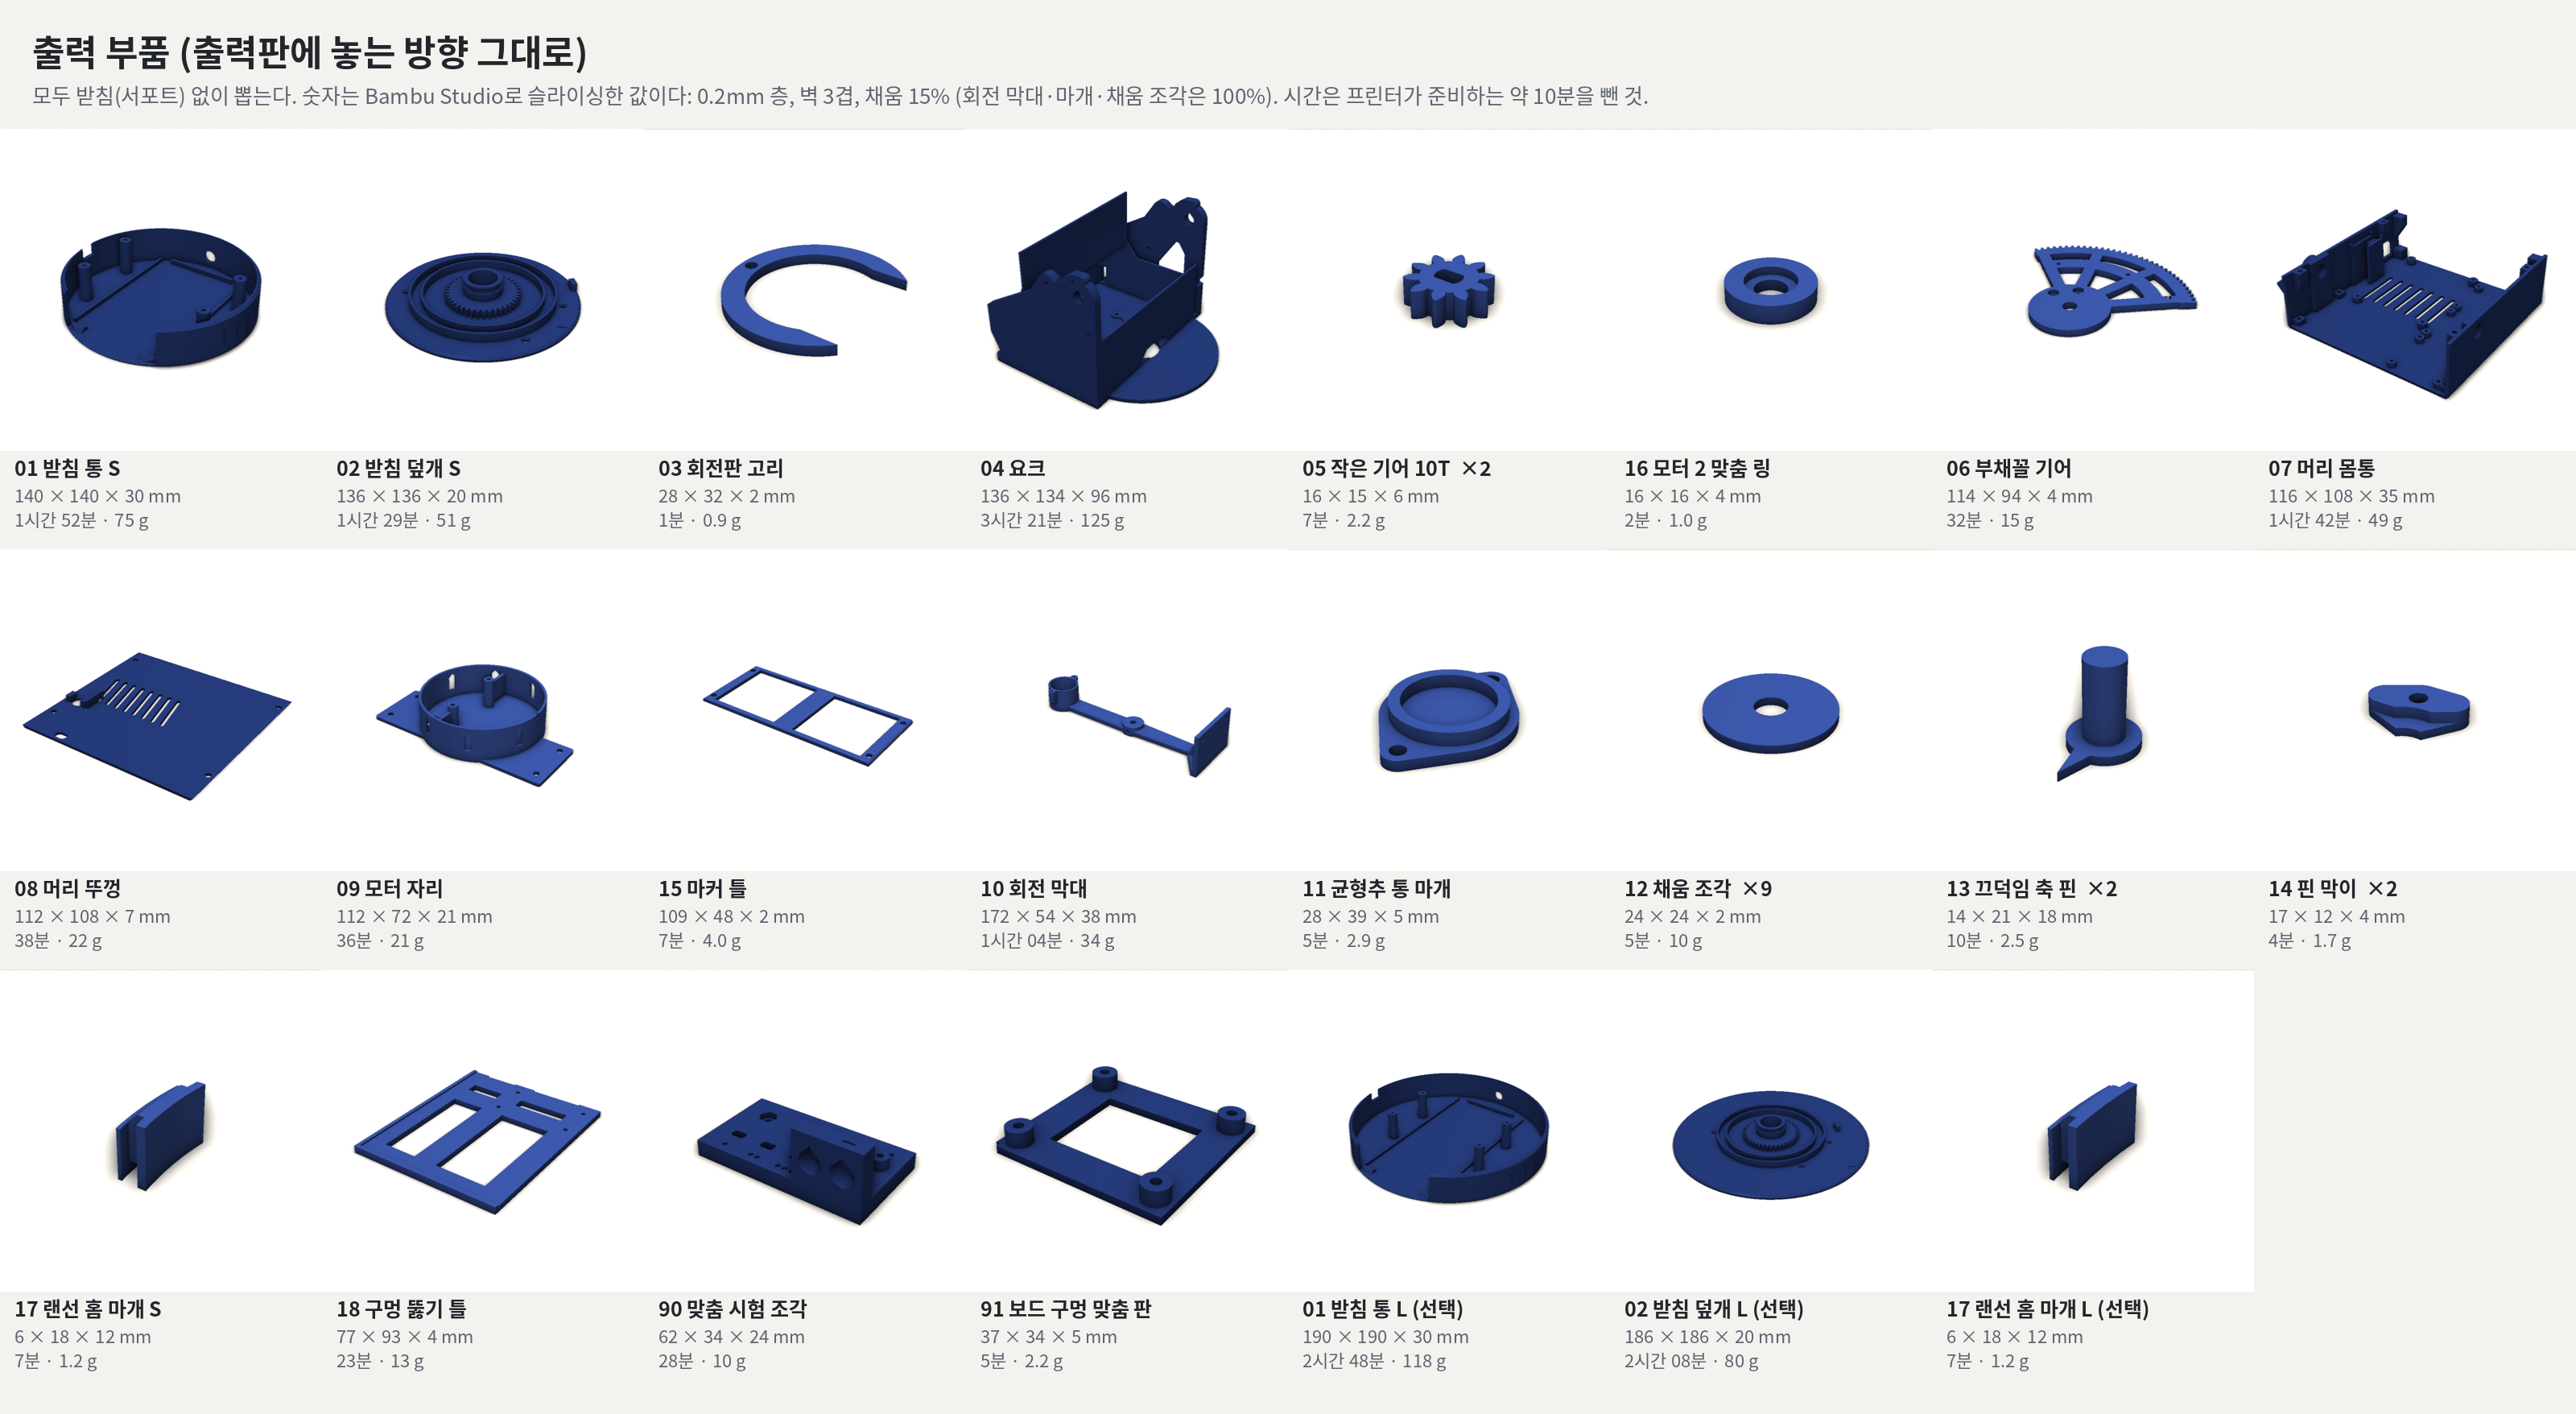 출력 부품 (출력판에 놓는 방향 그대로)
모두 받침(서포트) 없이 뽑는다. 숫자는 Bambu Studio로 슬라이싱한 값이다: 0.2mm 층, 벽 3겹, 채움 15% (회전 막대·마개·채움 조각은 100%). 시간은 프린터가 준비하는 약 10분을 뺀 것.
01 받침 통 S
140 × 140 × 30 mm
1시간 52분 · 75 g
02 받침 덮개 S
136 × 136 × 20 mm
1시간 29분 · 51 g
03 회전판 고리
28 × 32 × 2 mm
1분 · 0.9 g
04 요크
136 × 134 × 96 mm
3시간 21분 · 125 g
05 작은 기어 10T ×2
16 × 15 × 6 mm
7분 · 2.2 g
16 모터 2 맞춤 링
16 × 16 × 4 mm
2분 · 1.0 g
06 부채꼴 기어
114 × 94 × 4 mm
32분 · 15 g
07 머리 몸통
116 × 108 × 35 mm
1시간 42분 · 49 g
08 머리 뚜껑
112 × 108 × 7 mm
38분 · 22 g
09 모터 자리
112 × 72 × 21 mm
36분 · 21 g
15 마커 틀
109 × 48 × 2 mm
7분 · 4.0 g
10 회전 막대
172 × 54 × 38 mm
1시간 04분 · 34 g
11 균형추 통 마개
28 × 39 × 5 mm
5분 · 2.9 g
12 채움 조각 ×9
24 × 24 × 2 mm
5분 · 10 g
13 끄덕임 축 핀 ×2
14 × 21 × 18 mm
10분 · 2.5 g
14 핀 막이 ×2
17 × 12 × 4 mm
4분 · 1.7 g
17 랜선 홈 마개 S
6 × 18 × 12 mm
7분 · 1.2 g
18 구멍 뚫기 틀
77 × 93 × 4 mm
23분 · 13 g
90 맞춤 시험 조각
62 × 34 × 24 mm
28분 · 10 g
91 보드 구멍 맞춤 판
37 × 34 × 5 mm
5분 · 2.2 g
01 받침 통 L (선택)
190 × 190 × 30 mm
2시간 48분 · 118 g
02 받침 덮개 L (선택)
186 × 186 × 20 mm
2시간 08분 · 80 g
17 랜선 홈 마개 L (선택)
6 × 18 × 12 mm
7분 · 1.2 g